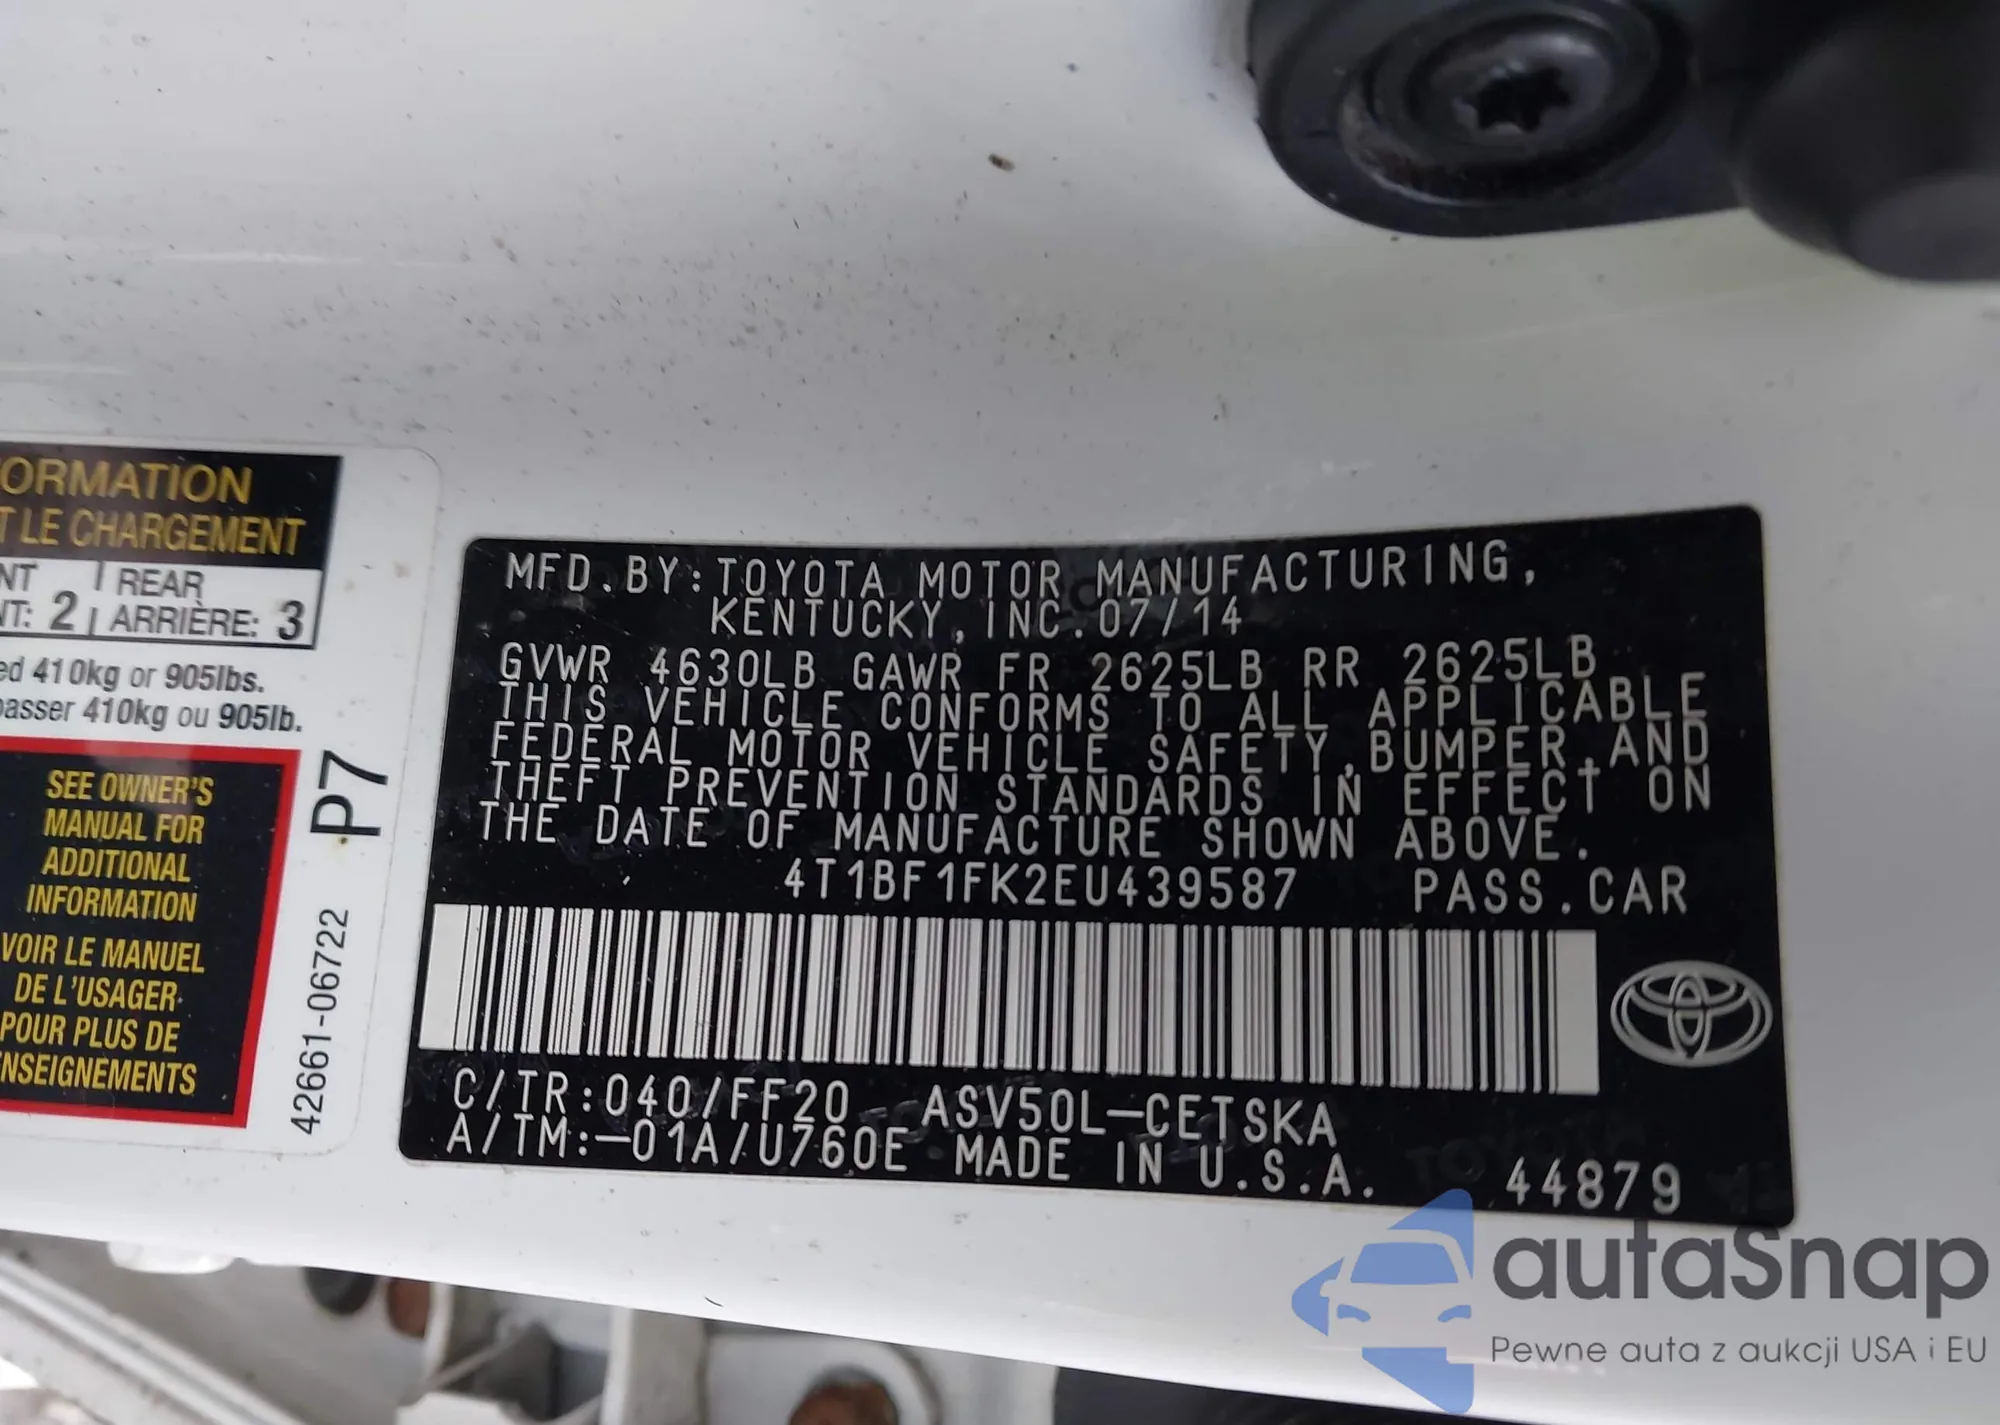 ORMATION
T LE CHARGEMENT
NT REAR
NT: 2 ARRIÈRE: 3
ed 410kg or 905lbs.
passer 410kg ou 905lb.
SEE OWNER'S
MANUAL FOR
ADDITIONAL
INFORMATION
VOIR LE MANUEL
DE L'USAGER
POUR PLUS DE
NSEIGNEMENTS
P7
42661-06722
MFD.BY:TOYOTA MOTOR MANUFACTURING,
KENTUCKY,INC.07/14
GVWR 4630LB GAWR FR 2625LB RR 2625LB
THIS VEHICLE CONFORMS TO ALL APPLICABLE
FEDERAL MOTOR VEHICLE SAFETY,BUMPER,AND
THEFT PREVENTION STANDARDS IN EFFECT ON
THE DATE OF MANUFACTURE SHOWN ABOVE.
4T1BF1FK2EU439587 PASS.CAR
C/TR:040/FF20 ASV50L-CETSKA
A/TM:-01A/U760E MADE IN U.S.A. 44879
autaSnap
Pewne auta z aukcji USA i EU